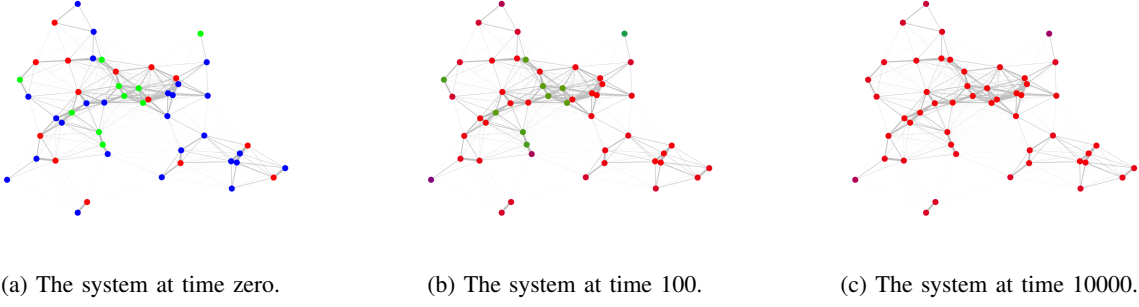 (a) The system at time zero.
(b) The system at time 100.
(c) The system at time 10000.